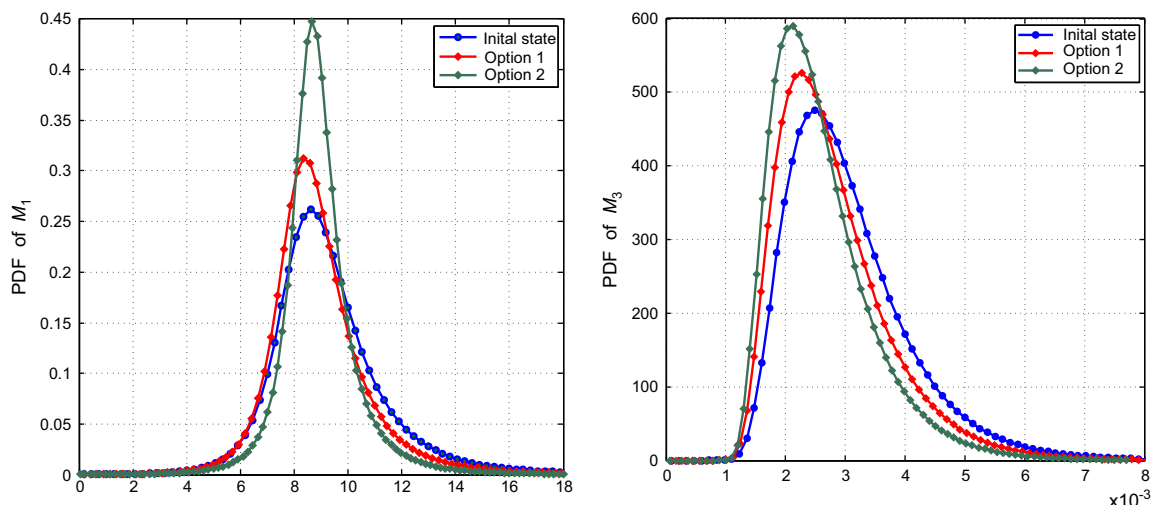 0.45
0.4
0.35
0.3
0.25
0.2
0.15
0.1
0.05
0
PDF of M1
Inital state
Option 1
Option 2
0 2 4 6 8 10 12 14 16 18
600
500
400
300
200
100
0
PDF of M3
Inital state
Option 1
Option 2
0 1 2 3 4 5 6 7 8
x10-3